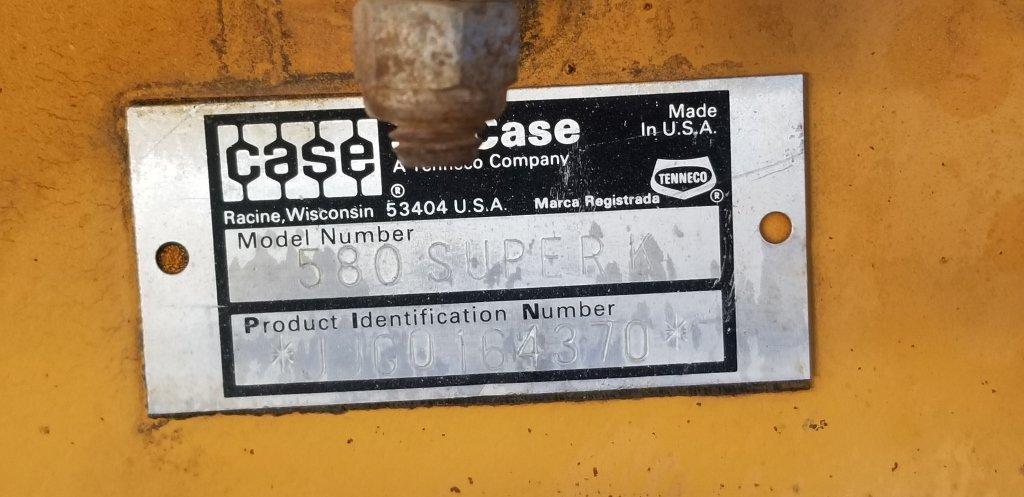 case
Case
Made
In U.S.A.
A Tenneco Company
TENNECO
®
®
Racine, Wisconsin 53404 U.S.A. Marca Registrada
Model Number
580 SUPER K
Product Identification Number
*JJG0164370*